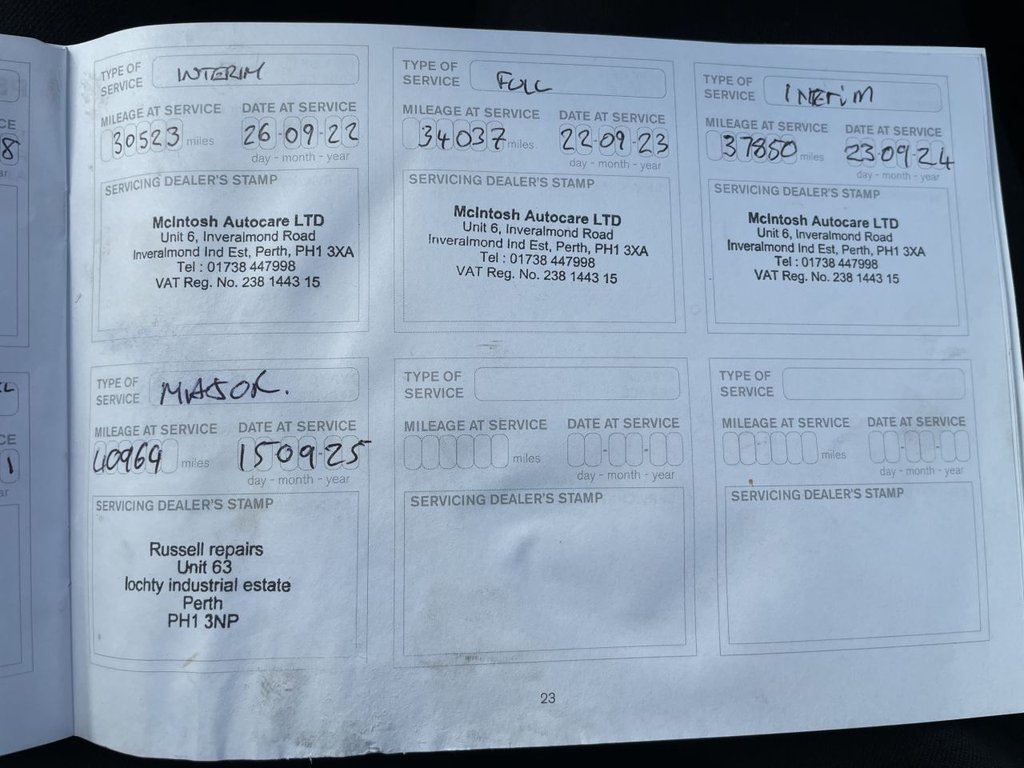 TYPE OF SERVICE INTERIM
MILEAGE AT SERVICE DATE AT SERVICE
30523 miles 26-09-22
day - month - year
SERVICING DEALER'S STAMP
McIntosh Autocare LTD
Unit 6, Inveralmond Road
Inveralmond Ind Est, Perth, PH1 3XA
Tel : 01738 447998
VAT Reg. No. 238 1443 15
TYPE OF SERVICE FULL
MILEAGE AT SERVICE DATE AT SERVICE
34037 miles 22-09-23
day - month - year
SERVICING DEALER'S STAMP
McIntosh Autocare LTD
Unit 6, Inveralmond Road
Inveralmond Ind Est, Perth, PH1 3XA
Tel : 01738 447998
VAT Reg. No. 238 1443 15
TYPE OF SERVICE INERIM
MILEAGE AT SERVICE DATE AT SERVICE
37850 miles 23-09-24
day - month - year
SERVICING DEALER'S STAMP
McIntosh Autocare LTD
Unit 6, Inveralmond Road
Inveralmond Ind Est, Perth, PH1 3XA
Tel : 01738 447998
VAT Reg. No. 238 1443 15
TYPE OF SERVICE MAJOR.
MILEAGE AT SERVICE DATE AT SERVICE
40969 miles 15-09-25
day - month - year
SERVICING DEALER'S STAMP
Russell repairs
Unit 63
lochty industrial estate
Perth
PH1 3NP
TYPE OF SERVICE
MILEAGE AT SERVICE DATE AT SERVICE
miles
day - month - year
SERVICING DEALER'S STAMP
TYPE OF SERVICE
MILEAGE AT SERVICE DATE AT SERVICE
miles
day - month - year
SERVICING DEALER'S STAMP
23